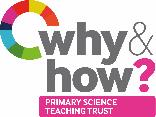 why&
how?
PRIMARY SCIENCE
TEACHING TRUST